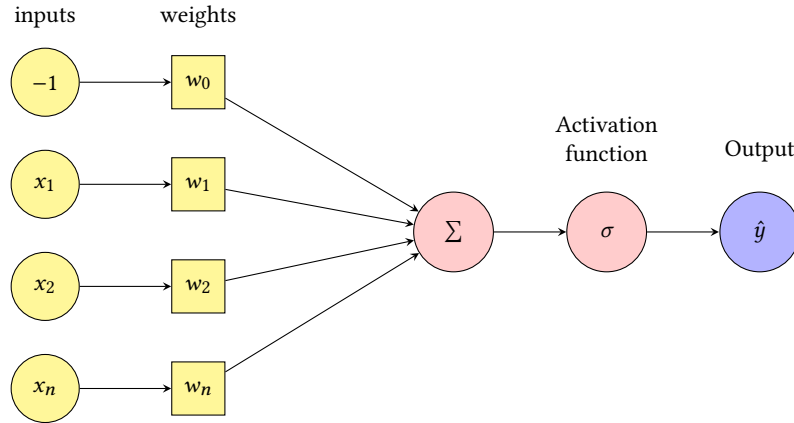 inputs
weights
−1
w₀
x₁
w₁
x₂
w₂
xₙ
wₙ
Σ
Activation
function
σ
Output
ŷ